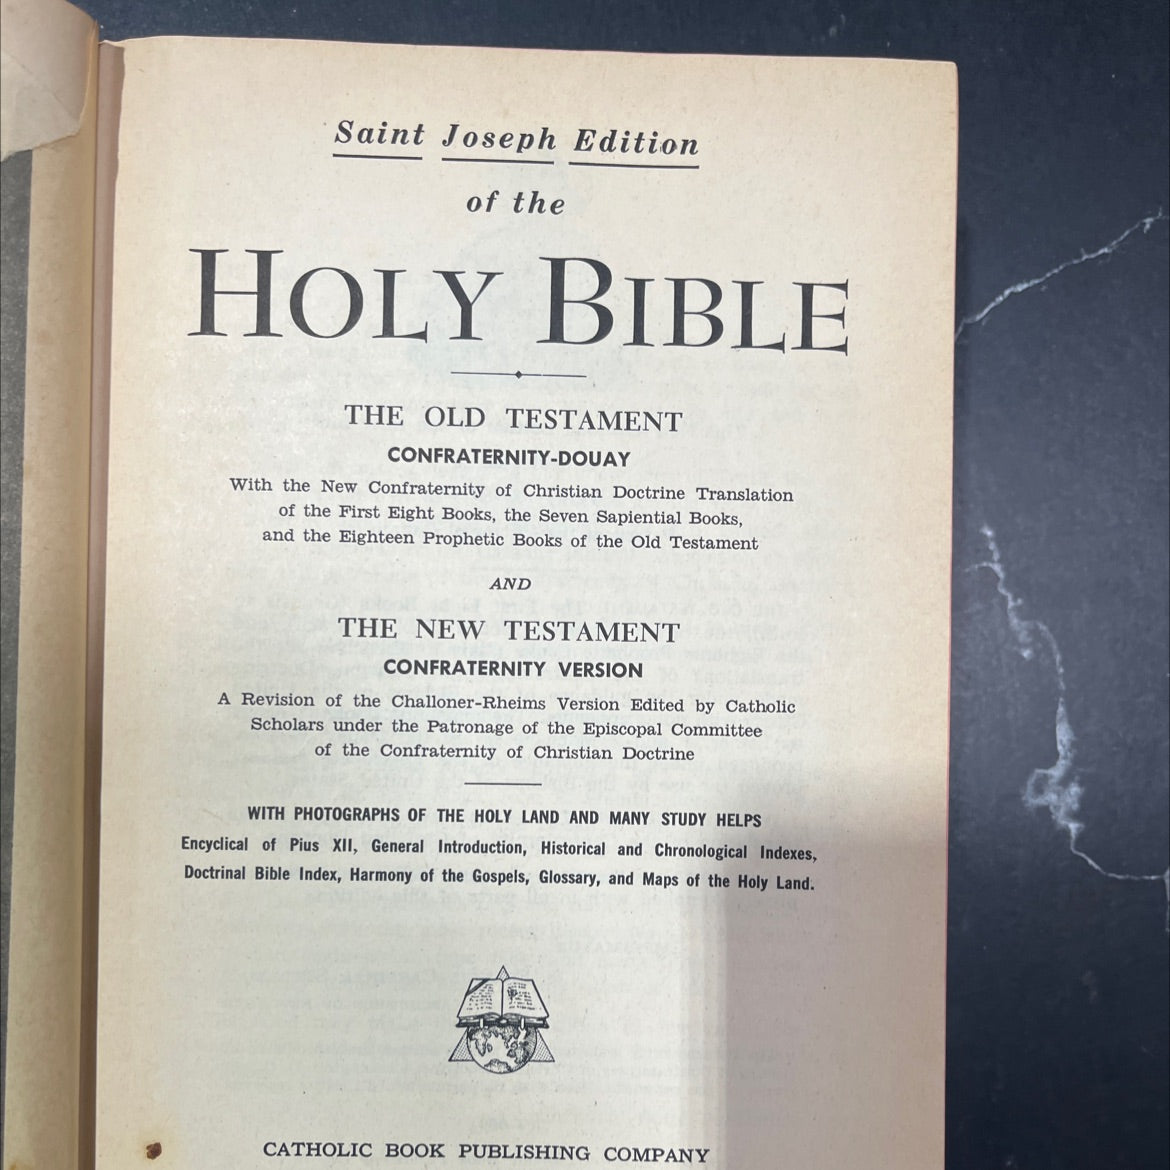 Saint Joseph Edition
of the
HOLY BIBLE
THE OLD TESTAMENT
CONFRATERNITY-DOUAY
With the New Confraternity of Christian Doctrine Translation
of the First Eight Books, the Seven Sapiential Books,
and the Eighteen Prophetic Books of the Old Testament
AND
THE NEW TESTAMENT
CONFRATERNITY VERSION
A Revision of the Challoner-Rheims Version Edited by Catholic
Scholars under the Patronage of the Episcopal Committee
of the Confraternity of Christian Doctrine
WITH PHOTOGRAPHS OF THE HOLY LAND AND MANY STUDY HELPS
Encyclical of Pius XII, General Introduction, Historical and Chronological Indexes,
Doctrinal Bible Index, Harmony of the Gospels, Glossary, and Maps of the Holy Land.
CATHOLIC BOOK PUBLISHING COMPANY